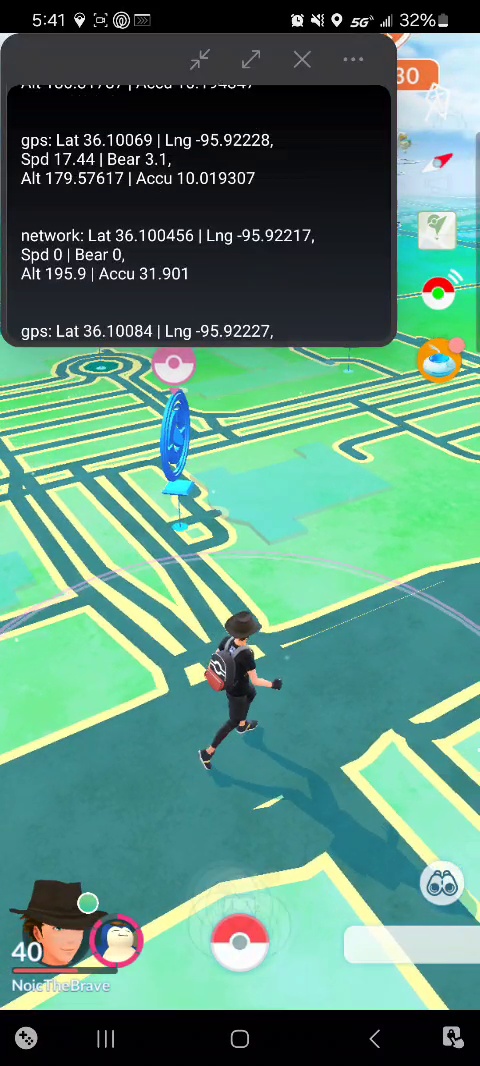 5:41
5G
32%
30
gps: Lat 36.10069 | Lng -95.92228,
Spd 17.44 | Bear 3.1,
Alt 179.57617 | Accu 10.019307
network: Lat 36.100456 | Lng -95.92217,
Spd 0 | Bear 0,
Alt 195.9 | Accu 31.901
gps: Lat 36.10084 | Lng -95.92227,
40
NoicTheBrave